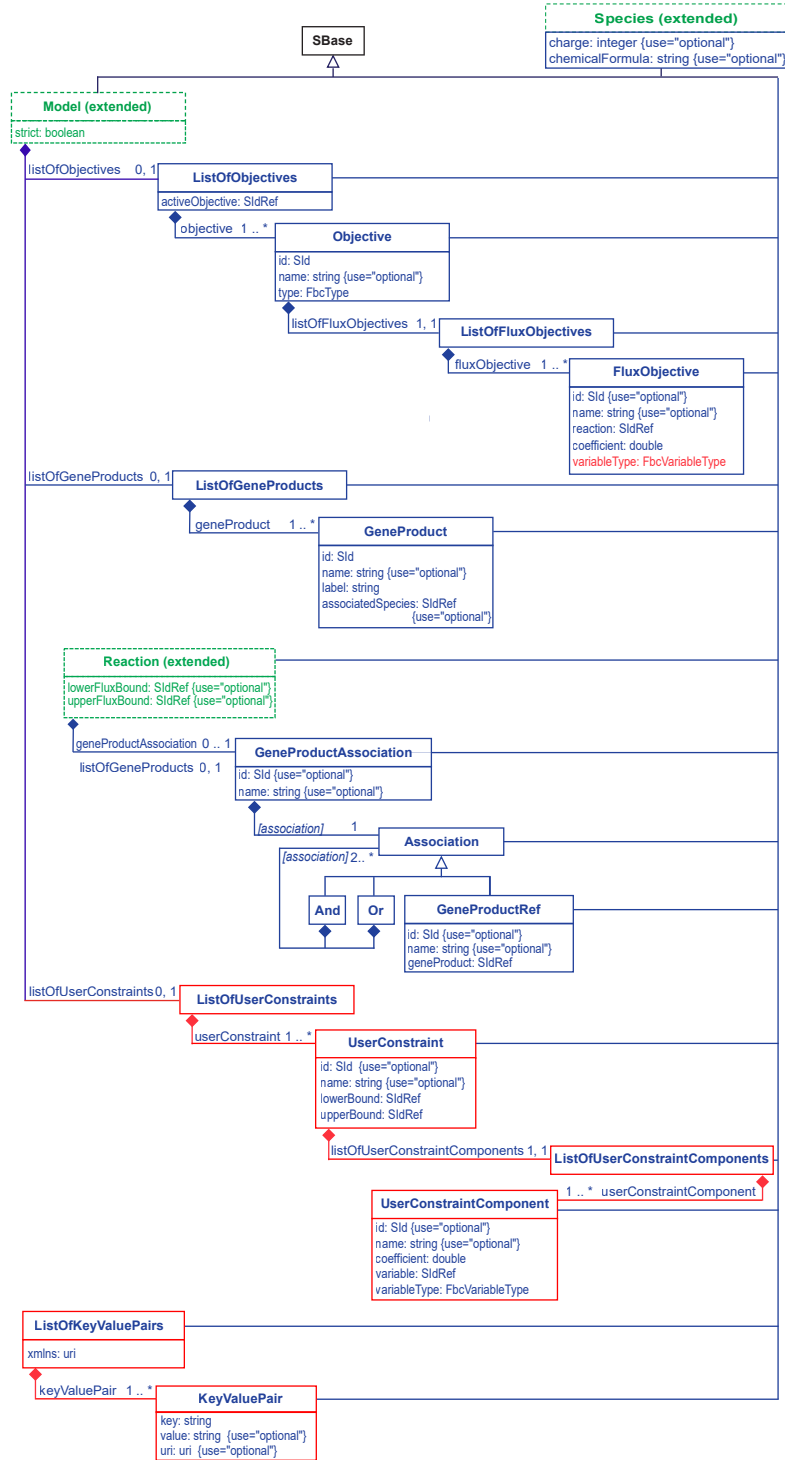 Species (extended)
charge: integer {use="optional"}
chemicalFormula: string {use="optional"}
SBase
Model (extended)
strict: boolean
listOfObjectives 0, 1
ListOfObjectives
activeObjective: SIdRef
objective 1 .. *
Objective
id: SId
name: string {use="optional"}
type: FbcType
listOfFluxObjectives 1, 1
ListOfFluxObjectives
fluxObjective 1 .. *
FluxObjective
id: SId {use="optional"}
name: string {use="optional"}
reaction: SIdRef
coefficient: double
variableType: FbcVariableType
listOfGeneProducts 0, 1
ListOfGeneProducts
geneProduct 1 .. *
GeneProduct
id: SId
name: string {use="optional"}
label: string
associatedSpecies: SIdRef
{use="optional"}
Reaction (extended)
lowerFluxBound: SIdRef {use="optional"}
upperFluxBound: SIdRef {use="optional"}
geneProductAssociation 0 .. 1
listOfGeneProducts 0, 1
GeneProductAssociation
id: SId {use="optional"}
name: string {use="optional"}
[association] 1
Association
[association] 2.. *
And
Or
GeneProductRef
id: SId {use="optional"}
name: string {use="optional"}
geneProduct: SIdRef
listOfUserConstraints 0, 1
ListOfUserConstraints
userConstraint 1 .. *
UserConstraint
id: SId {use="optional"}
name: string {use="optional"}
lowerBound: SIdRef
upperBound: SIdRef
listOfUserConstraintComponents 1, 1
ListOfUserConstraintComponents
1 .. * userConstraintComponent
UserConstraintComponent
id: SId {use="optional"}
name: string {use="optional"}
coefficient: double
variable: SIdRef
variableType: FbcVariableType
ListOfKeyValuePairs
xmlns: uri
keyValuePair 1 .. *
KeyValuePair
key: string
value: string {use="optional"}
uri: uri {use="optional"}